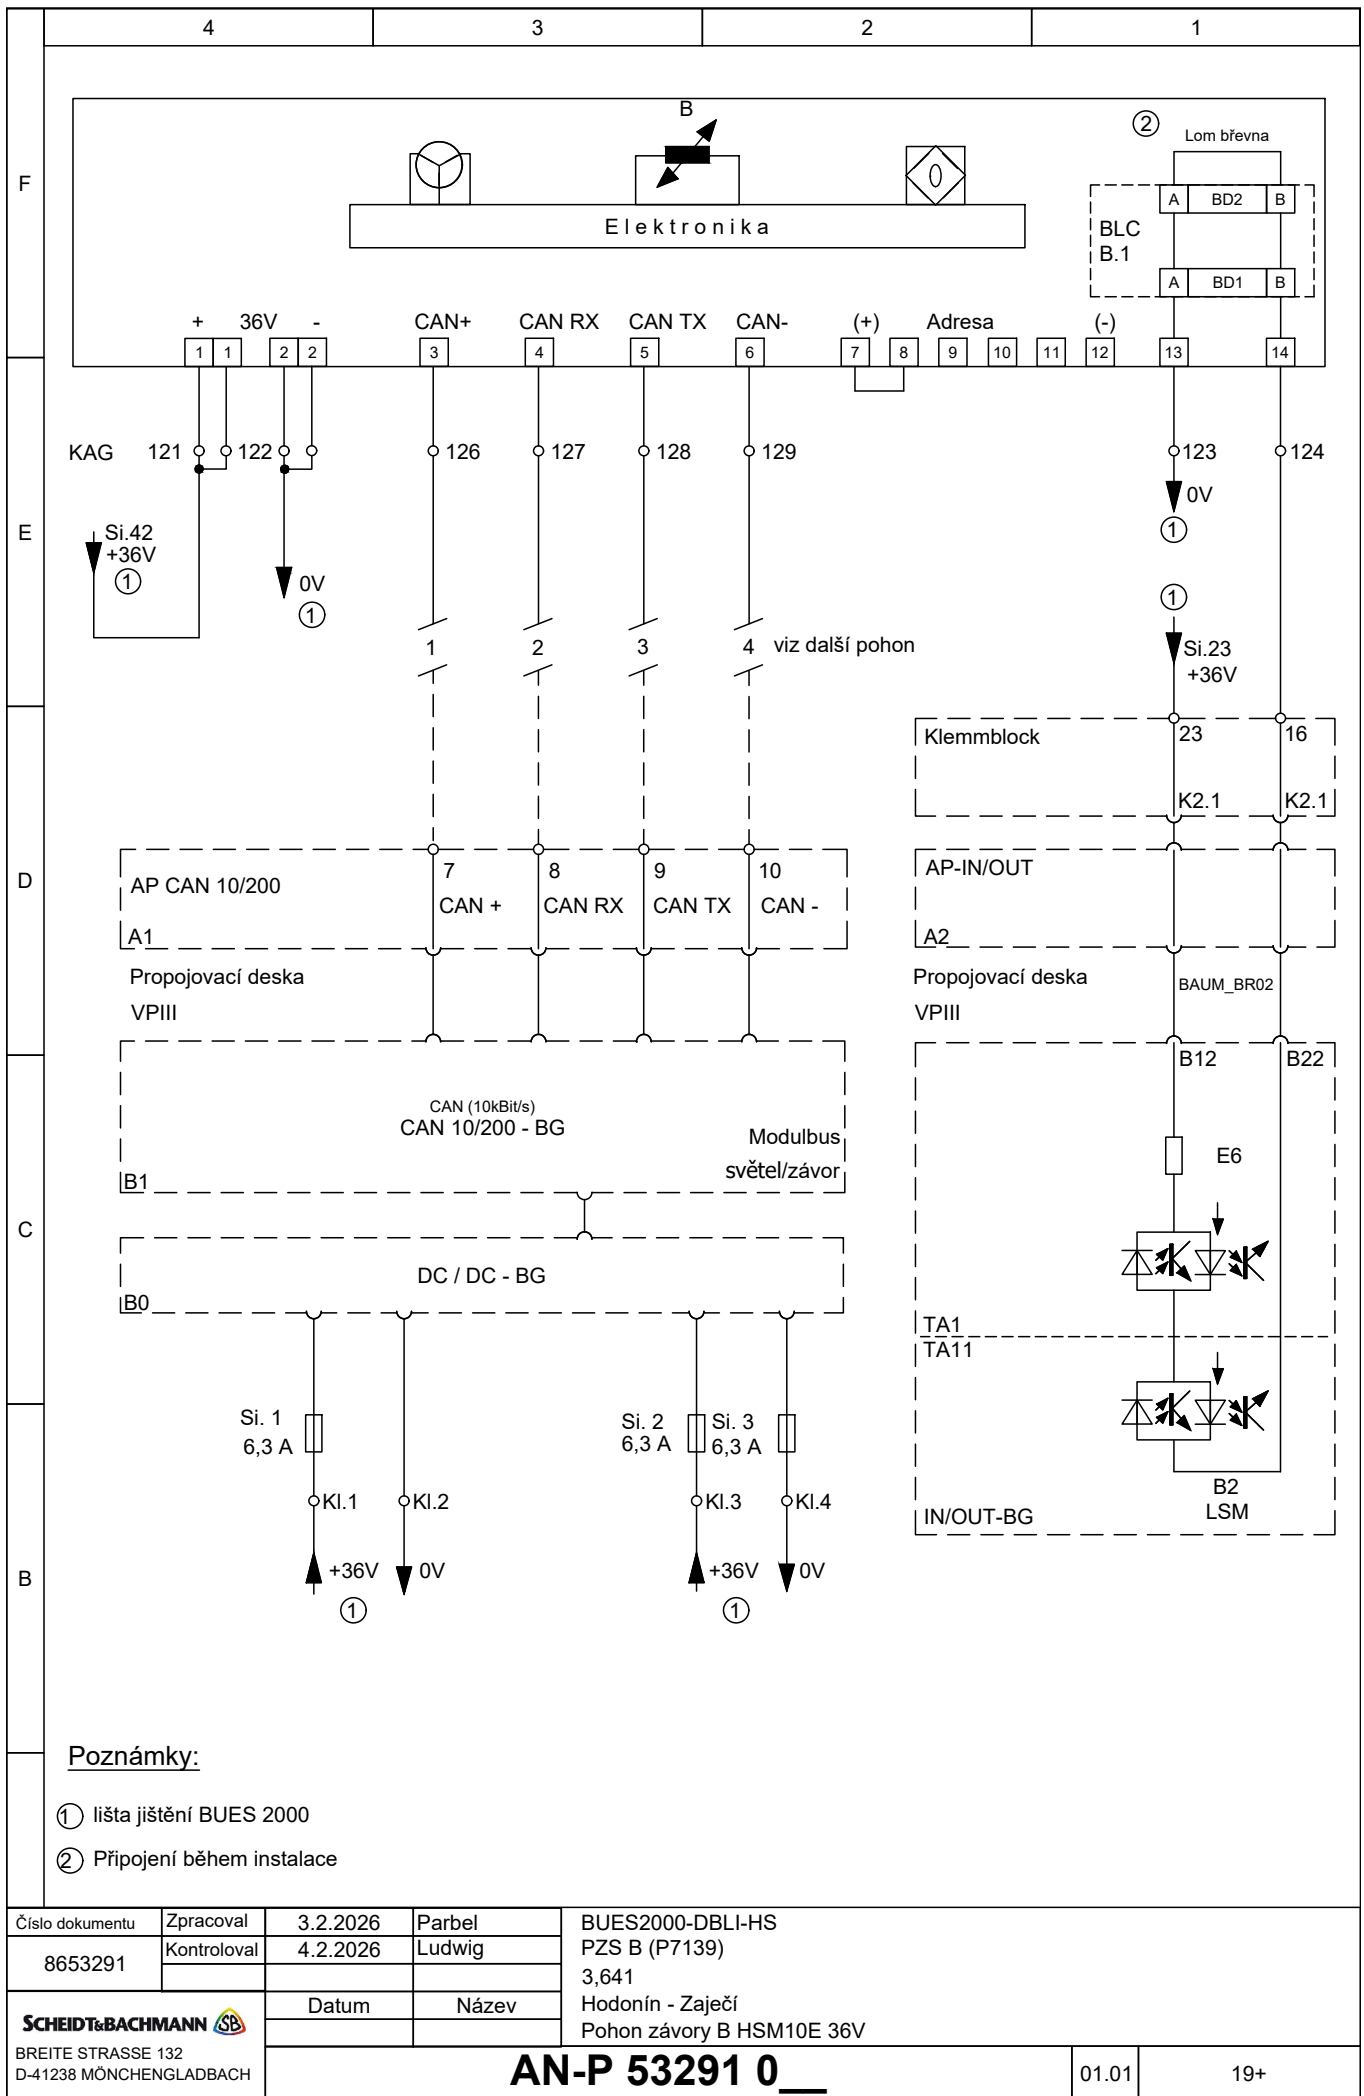 4 3 2 1
F
B
2
Lom břevna
A BD2 B
BLC
B.1
Elektronika
A BD1 B
+ 36V - CAN+ CAN RX CAN TX CAN- (+) Adresa (-)
1 1 2 2 3 4 5 6 7 8 9 10 11 12 13 14
KAG 121 122 126 127 128 129 123 124
0V
1
E
Si.42
+36V
1
0V
1
1
1 2 3 4 viz další pohon
Si.23
+36V
Klemmblock 23 16
K2.1 K2.1
D
7 8 9 10
AP CAN 10/200
CAN + CAN RX CAN TX CAN -
A1
AP-IN/OUT
A2
Propojovací deska
VPIII
Propojovací deska
VPIII
BAUM_BR02
B12 B22
CAN (10kBit/s)
CAN 10/200 - BG
Modulbus
světel/závor
B1
E6
C
DC / DC - BG
B0
TA1
TA11
Si. 1
6,3 A
Si. 2
6,3 A
Si. 3
6,3 A
Kl.1 Kl.2 Kl.3 Kl.4
B2
LSM
IN/OUT-BG
B
+36V 0V +36V 0V
1 1
Poznámky:
1 lišta jištění BUES 2000
2 Připojení během instalace
Číslo dokumentu Zpracoval 3.2.2026 Parbel
8653291 Kontroloval 4.2.2026 Ludwig
Datum Název
BUES2000-DBLI-HS
PZS B (P7139)
3,641
Hodonín - Zaječí
Pohon závory B HSM10E 36V
SCHEIDT&BACHMANN SB
BREITE STRASSE 132
D-41238 MÖNCHENGLADBACH
AN-P 53291 0__
01.01
19+